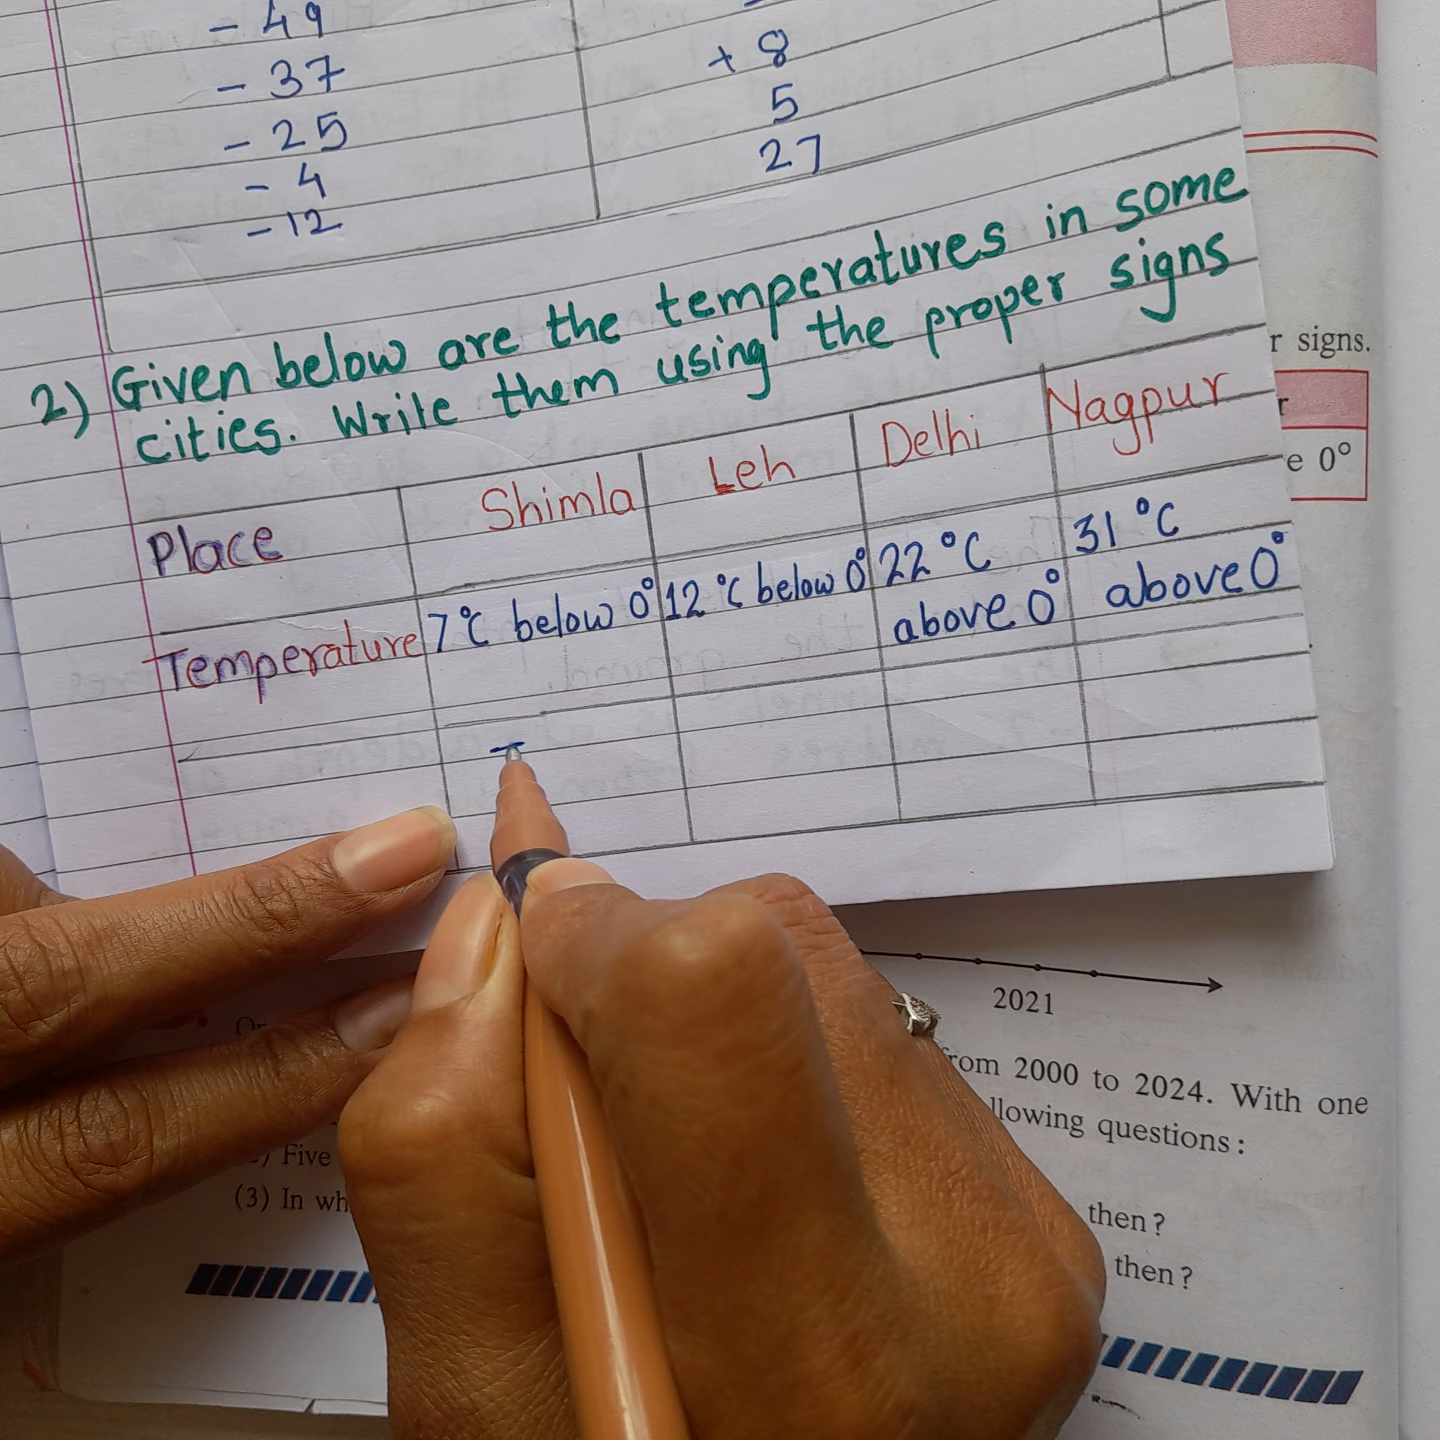 - 49
- 37
- 25
- 4
- 12
+ 8
5
27
2) Given below are the temperatures in some
cities. Write them using the proper signs
Place Shimla Leh Delhi Nagpur
Temperature 7°C below 0° 12 °C below 0° 22 °C above 0° 31 °C above 0°
-
r signs.
r
e 0°
2021
from 2000 to 2024. With one
llowing questions :
) Five
(3) In wh
then ?
then ?